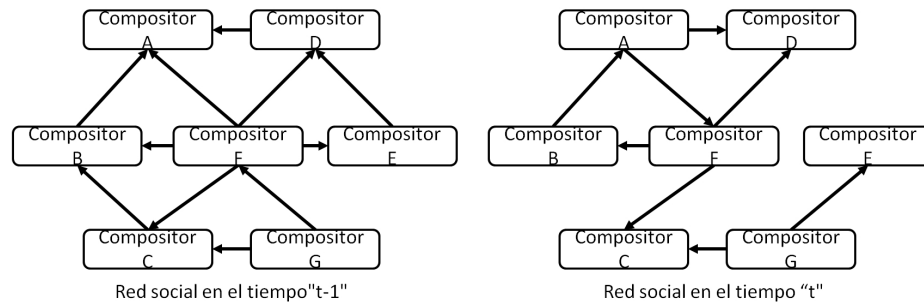 Compositor
A
Compositor
D
Compositor
B
Compositor
F
Compositor
E
Compositor
C
Compositor
G
Red social en el tiempo"t-1"
Compositor
A
Compositor
D
Compositor
B
Compositor
F
Compositor
E
Compositor
C
Compositor
G
Red social en el tiempo “t"